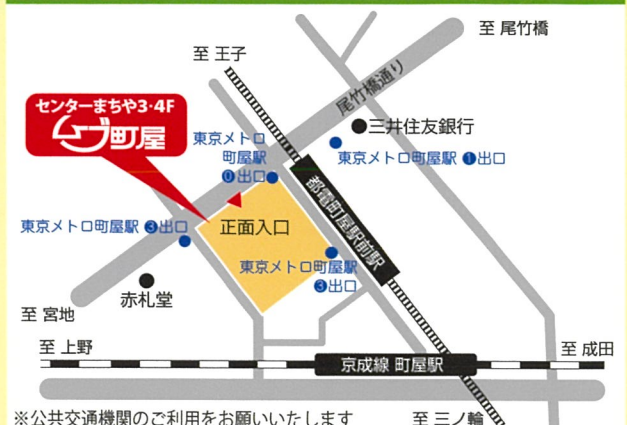 至 尾竹橋
至 王子
尾竹橋通り
センターまちや3･4F
ムーブ町屋
三井住友銀行
東京メトロ
町屋駅
⓿出口
東京メトロ町屋駅 ❶出口
都電町屋駅前駅
東京メトロ町屋駅 ❸出口
正面入口
東京メトロ町屋駅
❸出口
赤札堂
至 宮地
至 上野
京成線 町屋駅
至 成田
※公共交通機関のご利用をお願いいたします
至 三ノ輪